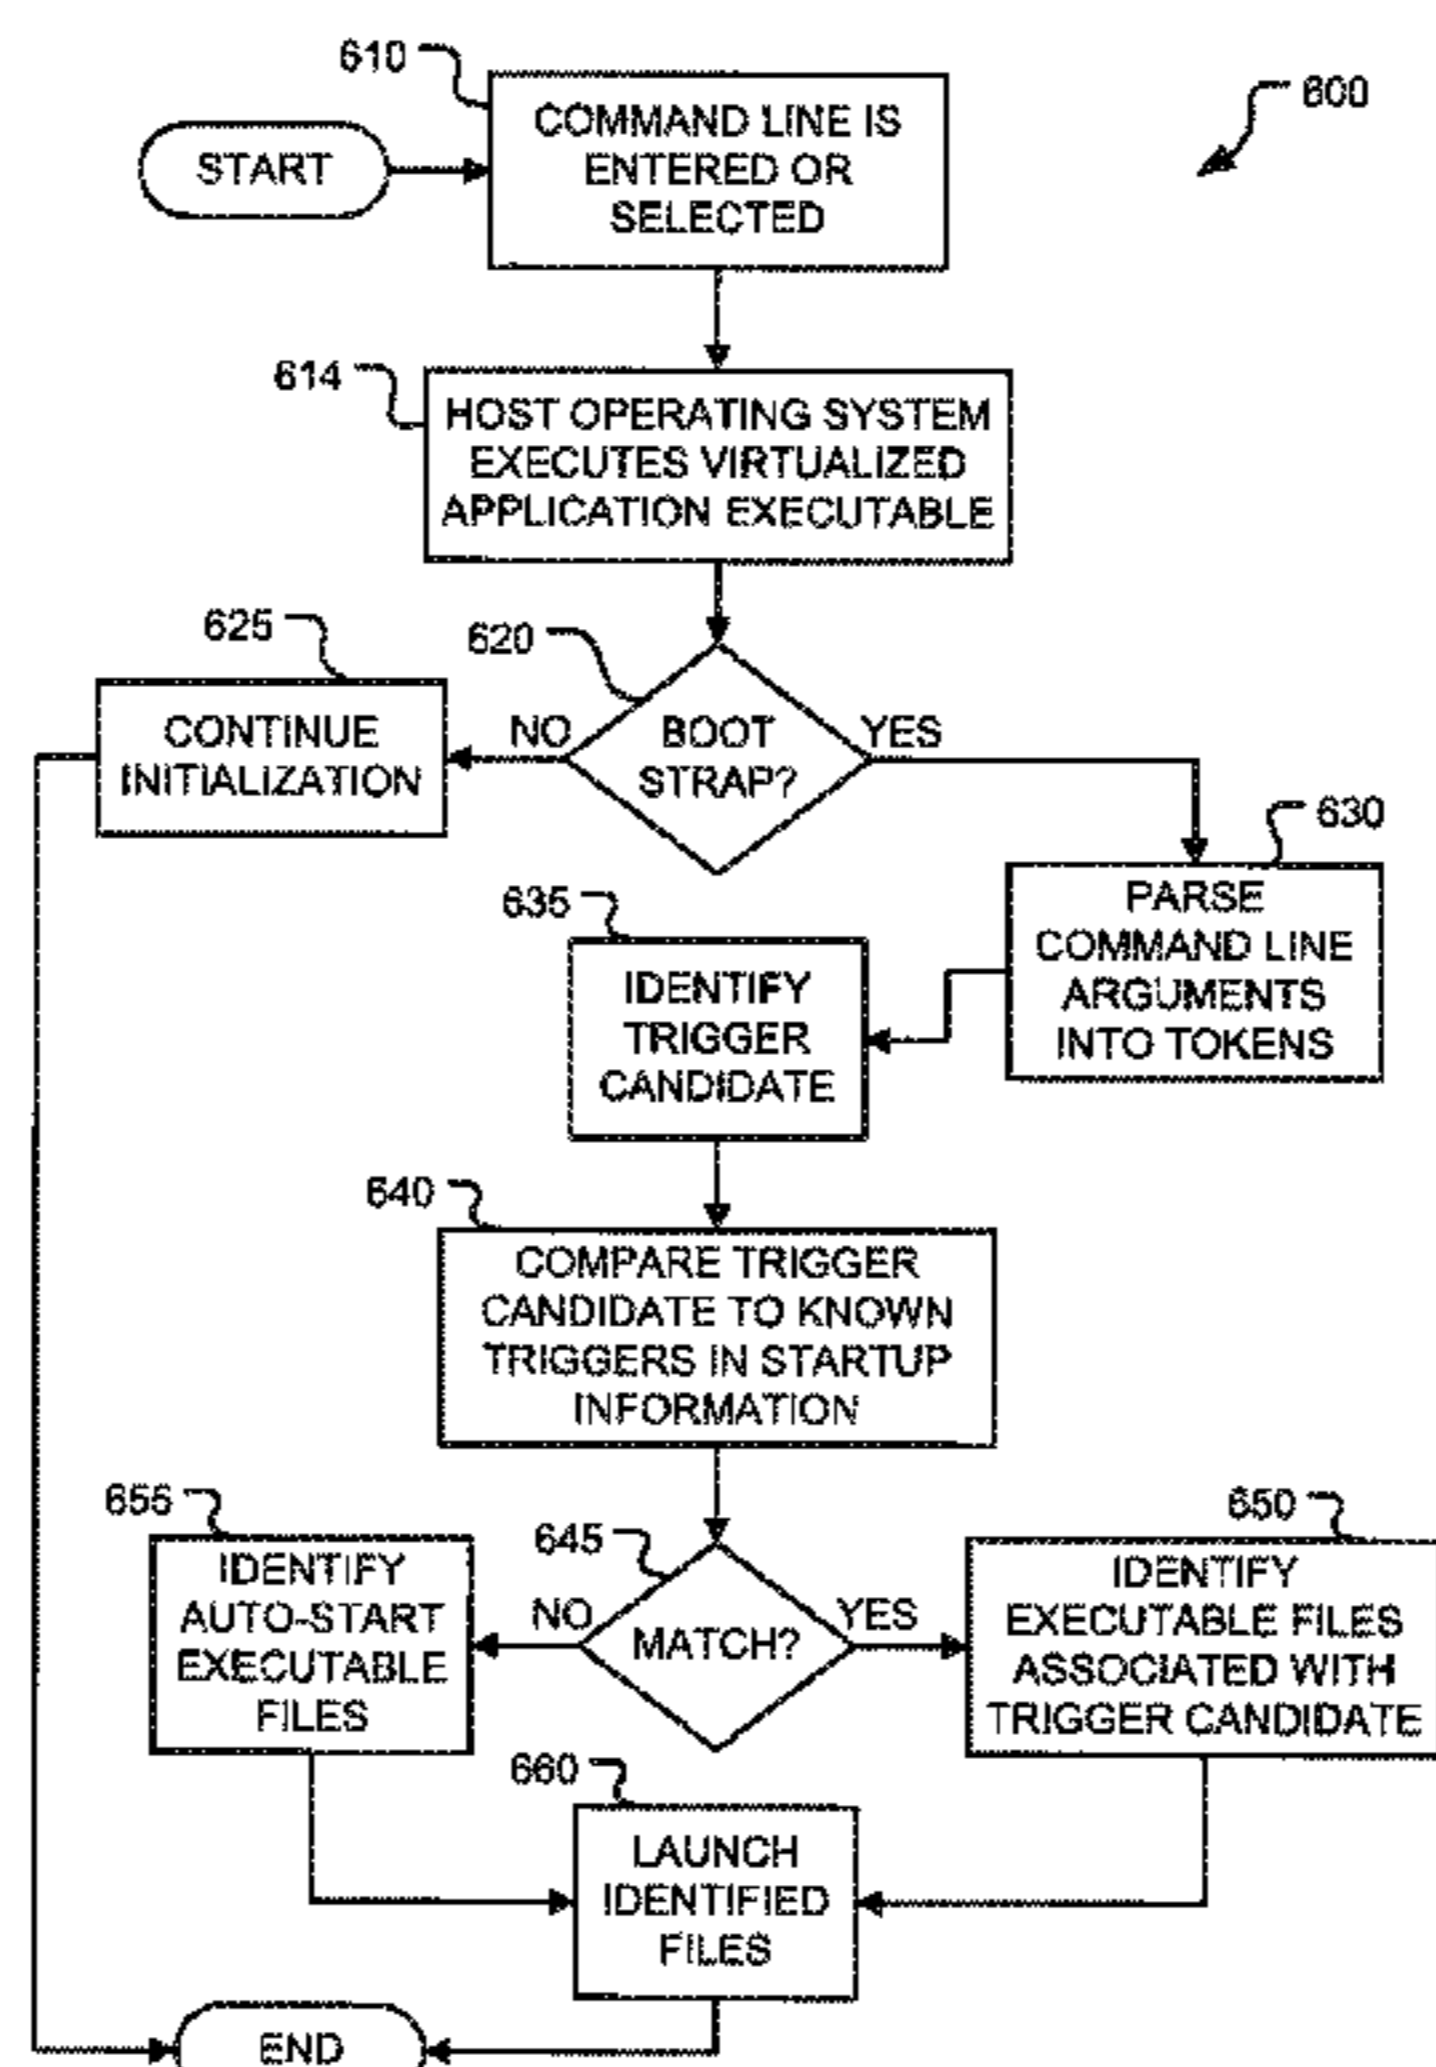 610
600
START
COMMAND LINE IS
ENTERED OR
SELECTED
614
HOST OPERATING SYSTEM
EXECUTES VIRTUALIZED
APPLICATION EXECUTABLE
625
620
CONTINUE
INITIALIZATION
NO
BOOT
STRAP?
YES
630
PARSE
COMMAND LINE
ARGUMENTS
INTO TOKENS
635
IDENTIFY
TRIGGER
CANDIDATE
640
COMPARE TRIGGER
CANDIDATE TO KNOWN
TRIGGERS IN STARTUP
INFORMATION
655
645
650
IDENTIFY
AUTO-START
EXECUTABLE
FILES
NO
MATCH?
YES
IDENTIFY
EXECUTABLE FILES
ASSOCIATED WITH
TRIGGER CANDIDATE
660
LAUNCH
IDENTIFIED
FILES
END